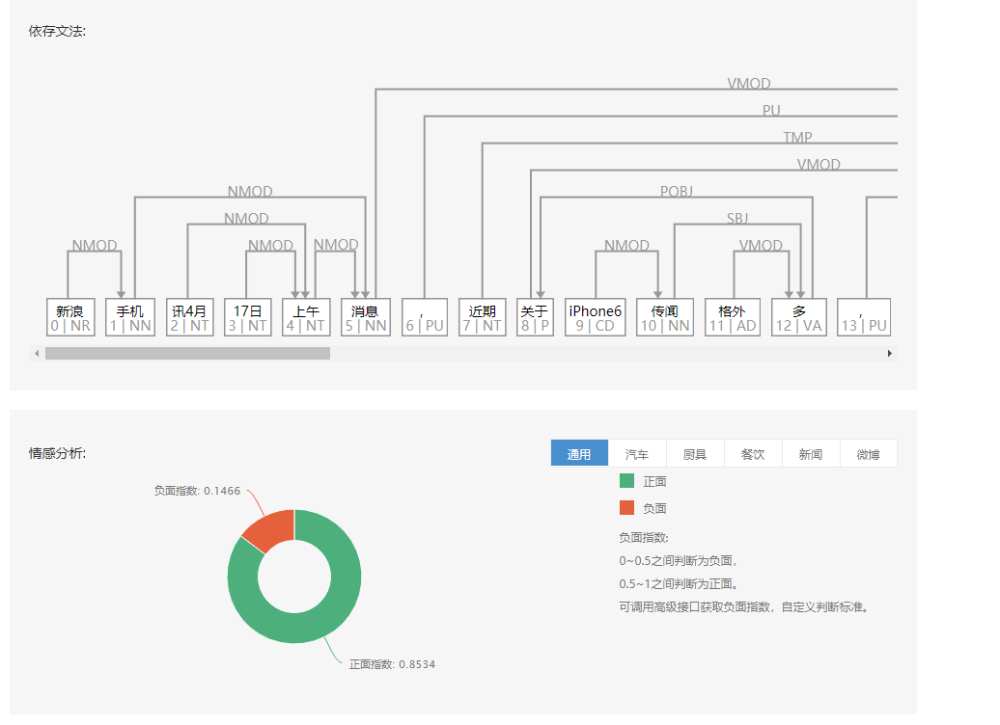 依存文法:
VMOD
PU
TMP
VMOD
NMOD POBJ
NMOD SBJ
NMOD NMOD NMOD NMOD VMOD
新浪 手机 讯4月 17日 上午 消息 , 近期 关于 iPhone6 传闻 格外 多 ,
0 | NR 1 | NN 2 | NT 3 | NT 4 | NT 5 | NN 6 | PU 7 | NT 8 | P 9 | CD 10 | NN 11 | AD 12 | VA 13 | PU
情感分析:
通用 汽车 厨具 餐饮 新闻 微博
正面
负面
负面指数: 0.1466
负面指数:
0~0.5之间判断为负面，
0.5~1之间判断为正面。
可调用高级接口获取负面指数，自定义判断标准。
正面指数: 0.8534